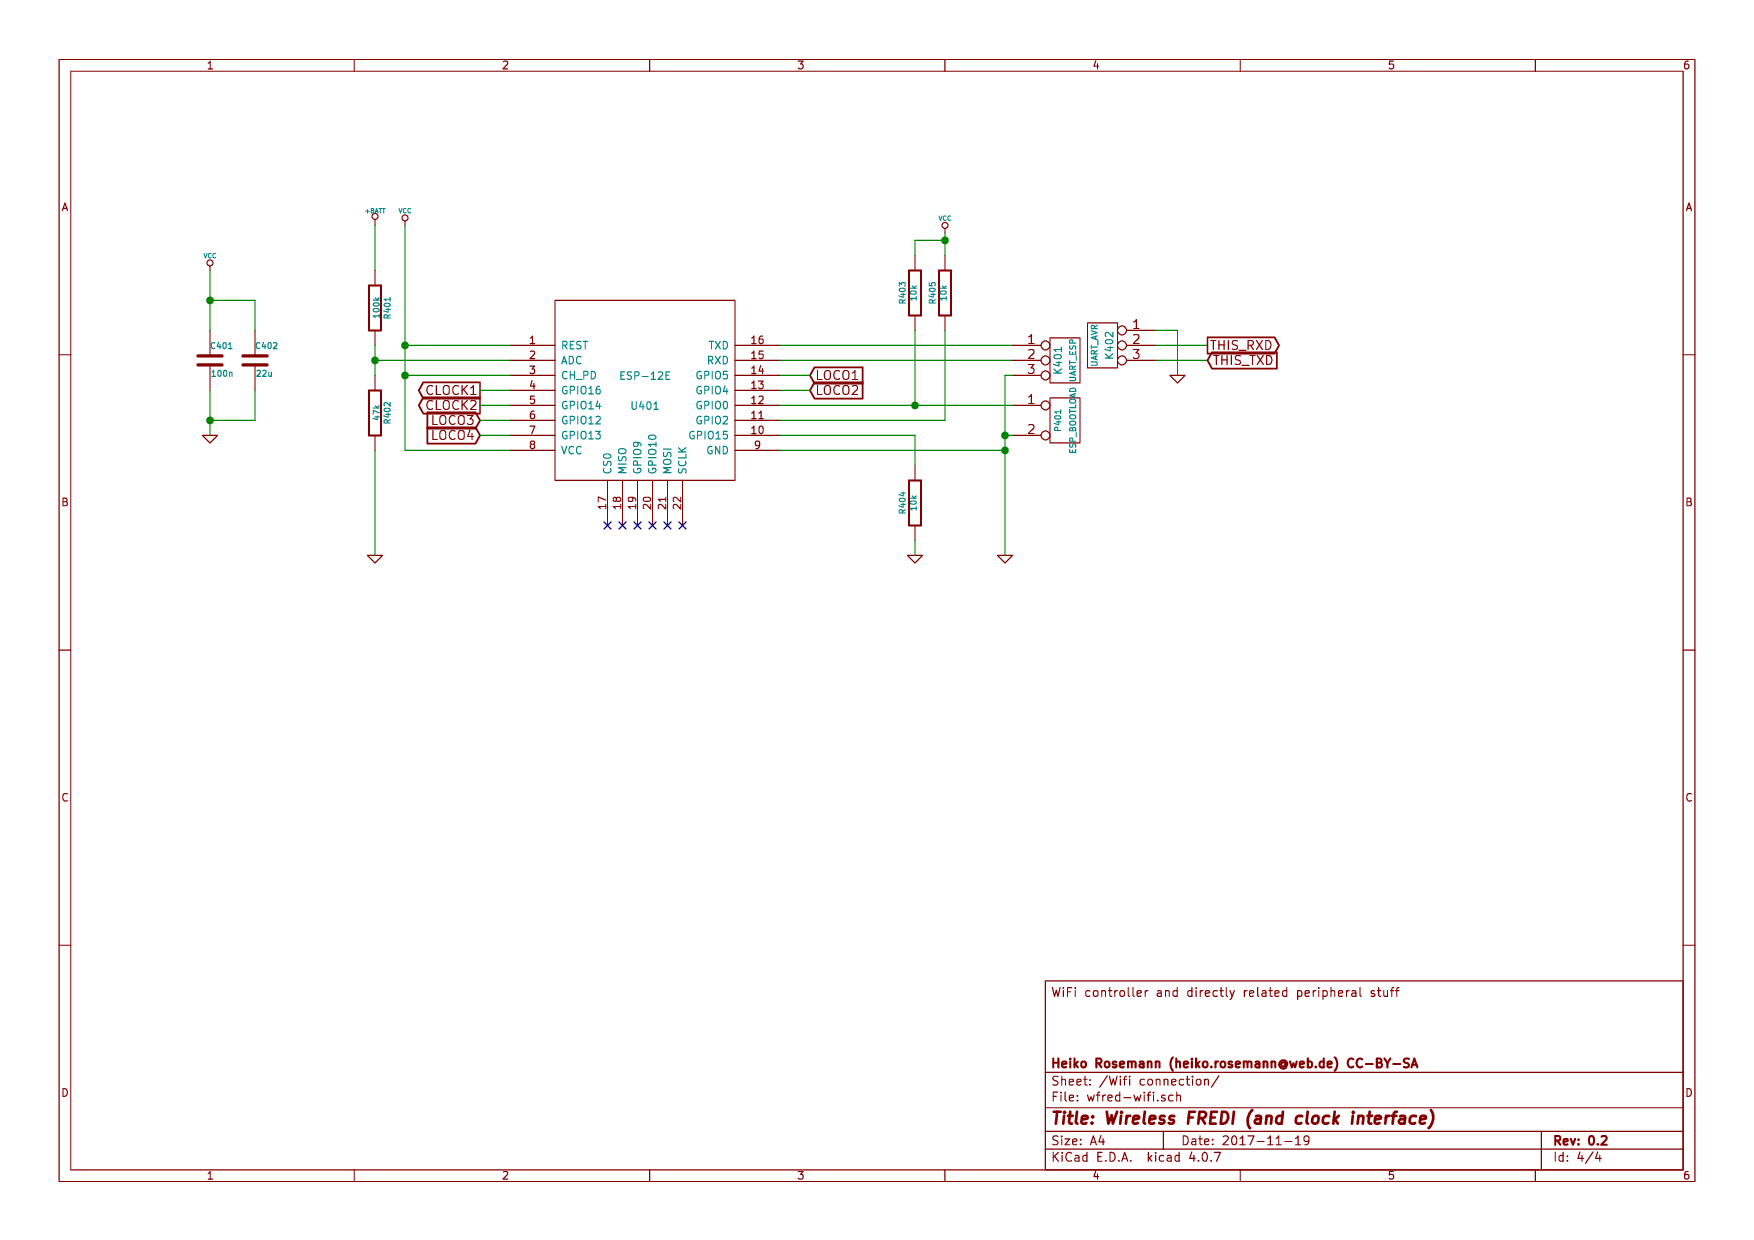 1 2 3 4 5 6
A A
B B
C C
D D
VCC
C401
100n
C402
22u
+BATT
VCC
100k
R401
47k
R402
ESP-12E
U401
1 REST
2 ADC
3 CH_PD
4 GPIO16
5 GPIO14
6 GPIO12
7 GPIO13
8 VCC
CLOCK1
CLOCK2
LOCO3
LOCO4
17 CS0
18 MISO
19 GPIO9
20 GPIO10
21 MOSI
22 SCLK
TXD 16
RXD 15
GPIO5 14
GPIO4 13
GPIO0 12
GPIO2 11
GPIO15 10
GND 9
LOCO1
LOCO2
VCC
R403
10k
R405
10k
R404
10k
1
2
3
K401
UART_ESP
1
2
P401
ESP_BOOTLOAD
UART_AVR
K402
1
2
3
THIS_RXD
THIS_TXD
WiFi controller and directly related peripheral stuff
Heiko Rosemann (heiko.rosemann@web.de) CC-BY-SA
Sheet: /Wifi connection/
File: wfred-wifi.sch
Title: Wireless FREDI (and clock interface)
Size: A4 Date: 2017-11-19 Rev: 0.2
KiCad E.D.A. kicad 4.0.7 Id: 4/4
1 2 3 4 5 6